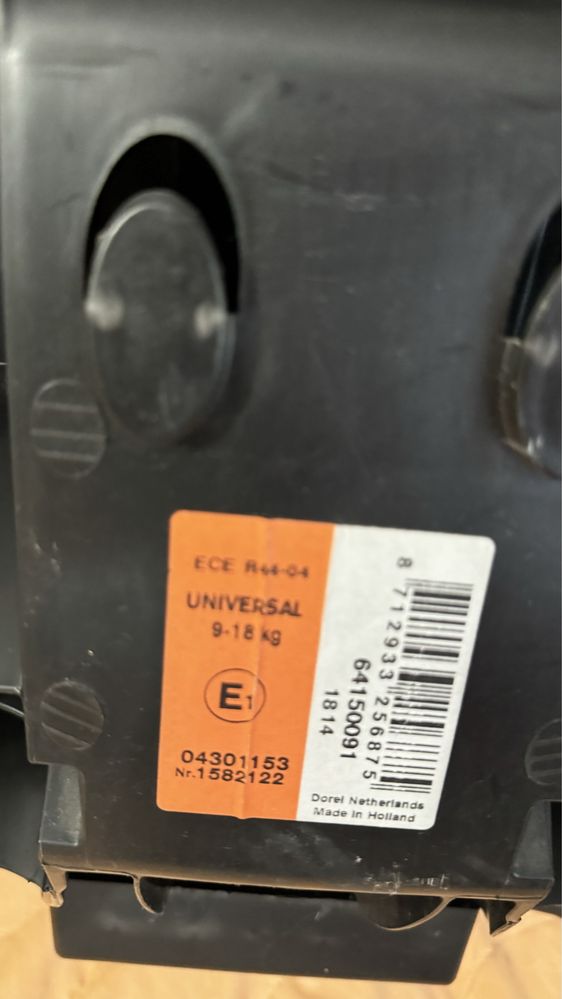 ECE R44-04
UNIVERSAL
9-18 kg
E1
04301153
Nr.1582122
8 712933 256875
64150091
1814
Dorel Netherlands
Made in Holland